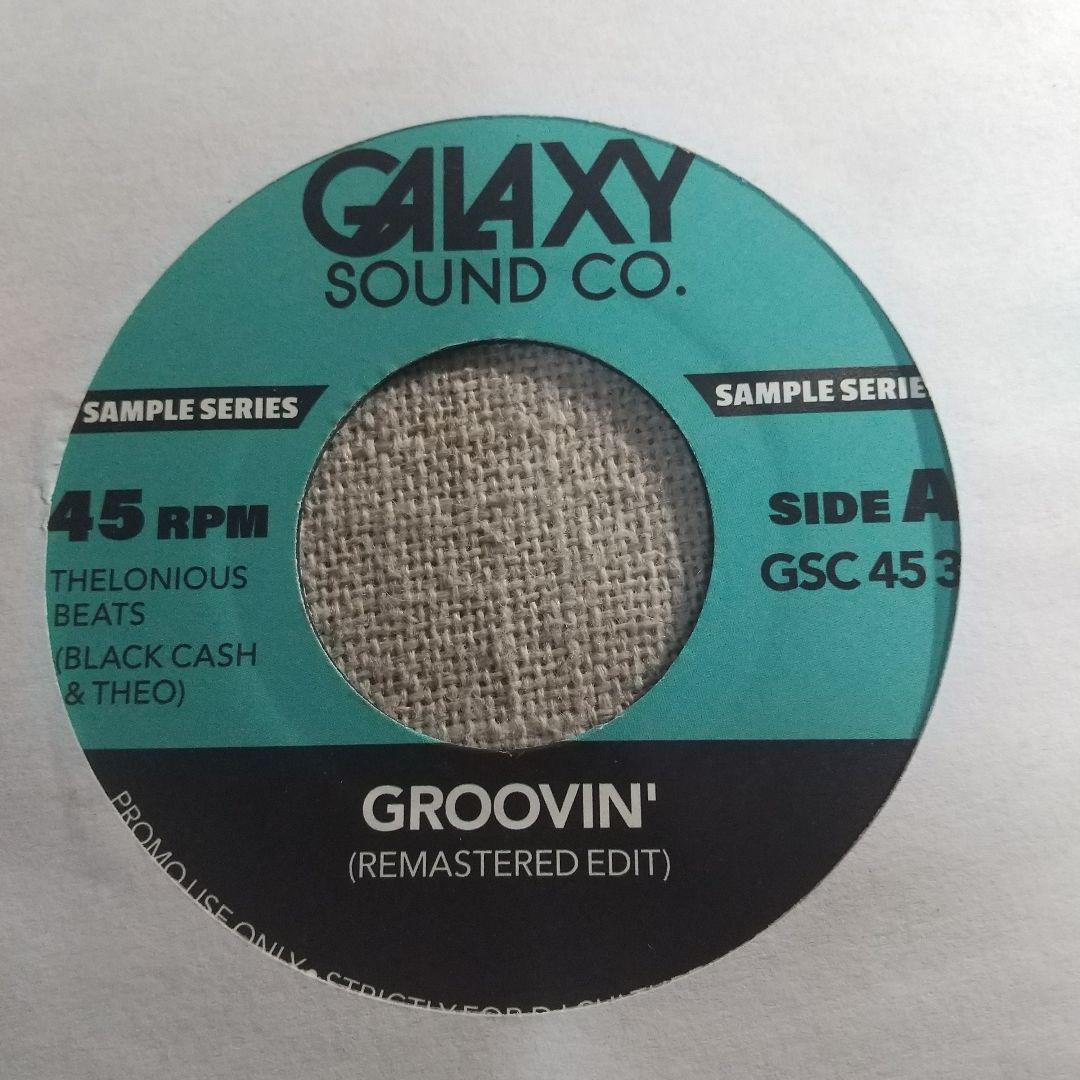 GALAXY
SOUND CO.
SAMPLE SERIES
SAMPLE SERIE
45 RPM
SIDE A
GSC 45 3
THELONIOUS
BEATS
(BLACK CASH
& THEO)
GROOVIN'
(REMASTERED EDIT)
PROMO USE ONLY • STRICTLY FOR DJ